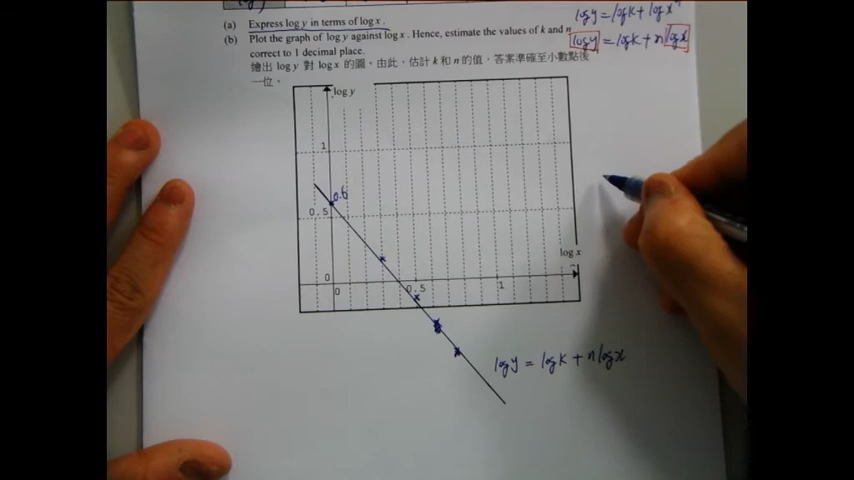 log y = log k + log xⁿ
(a) Express log y in terms of log x.
(b) Plot the graph of log y against log x. Hence, estimate the values of k and n
log y = log k + n log x
correct to 1 decimal place.
繪出 log y 對 log x 的圖。由此，估計 k 和 n 的值，答案準確至小數點後
一位。
log y
1
0.6
0.5
log x
0
0
0.5
1
log y = log k + n log x